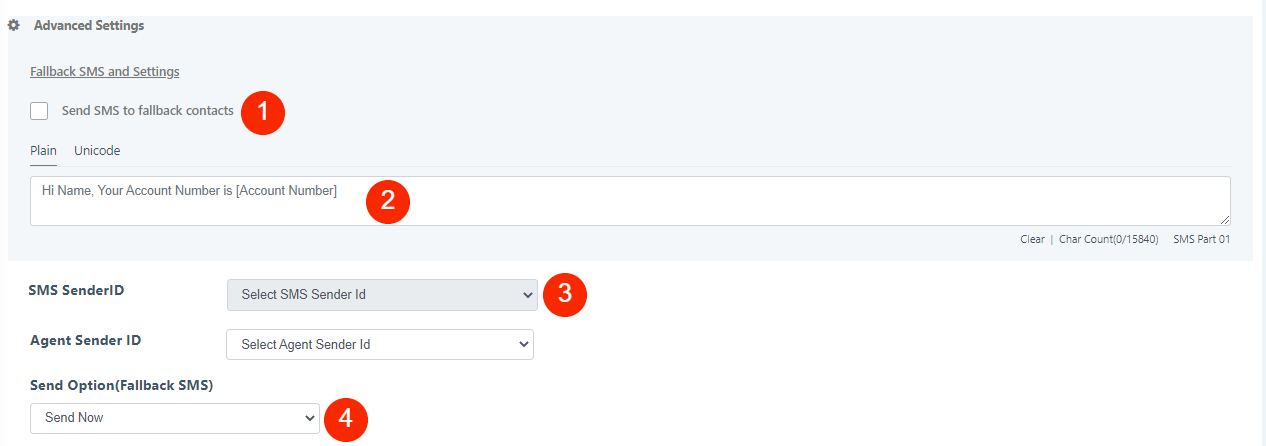 Advanced Settings
Fallback SMS and Settings
Send SMS to fallback contacts 1
Plain Unicode
Hi Name, Your Account Number is [Account Number] 2
Clear | Char Count(0/15840) SMS Part 01
SMS SenderID Select SMS Sender Id 3
Agent Sender ID Select Agent Sender Id
Send Option(Fallback SMS)
Send Now 4